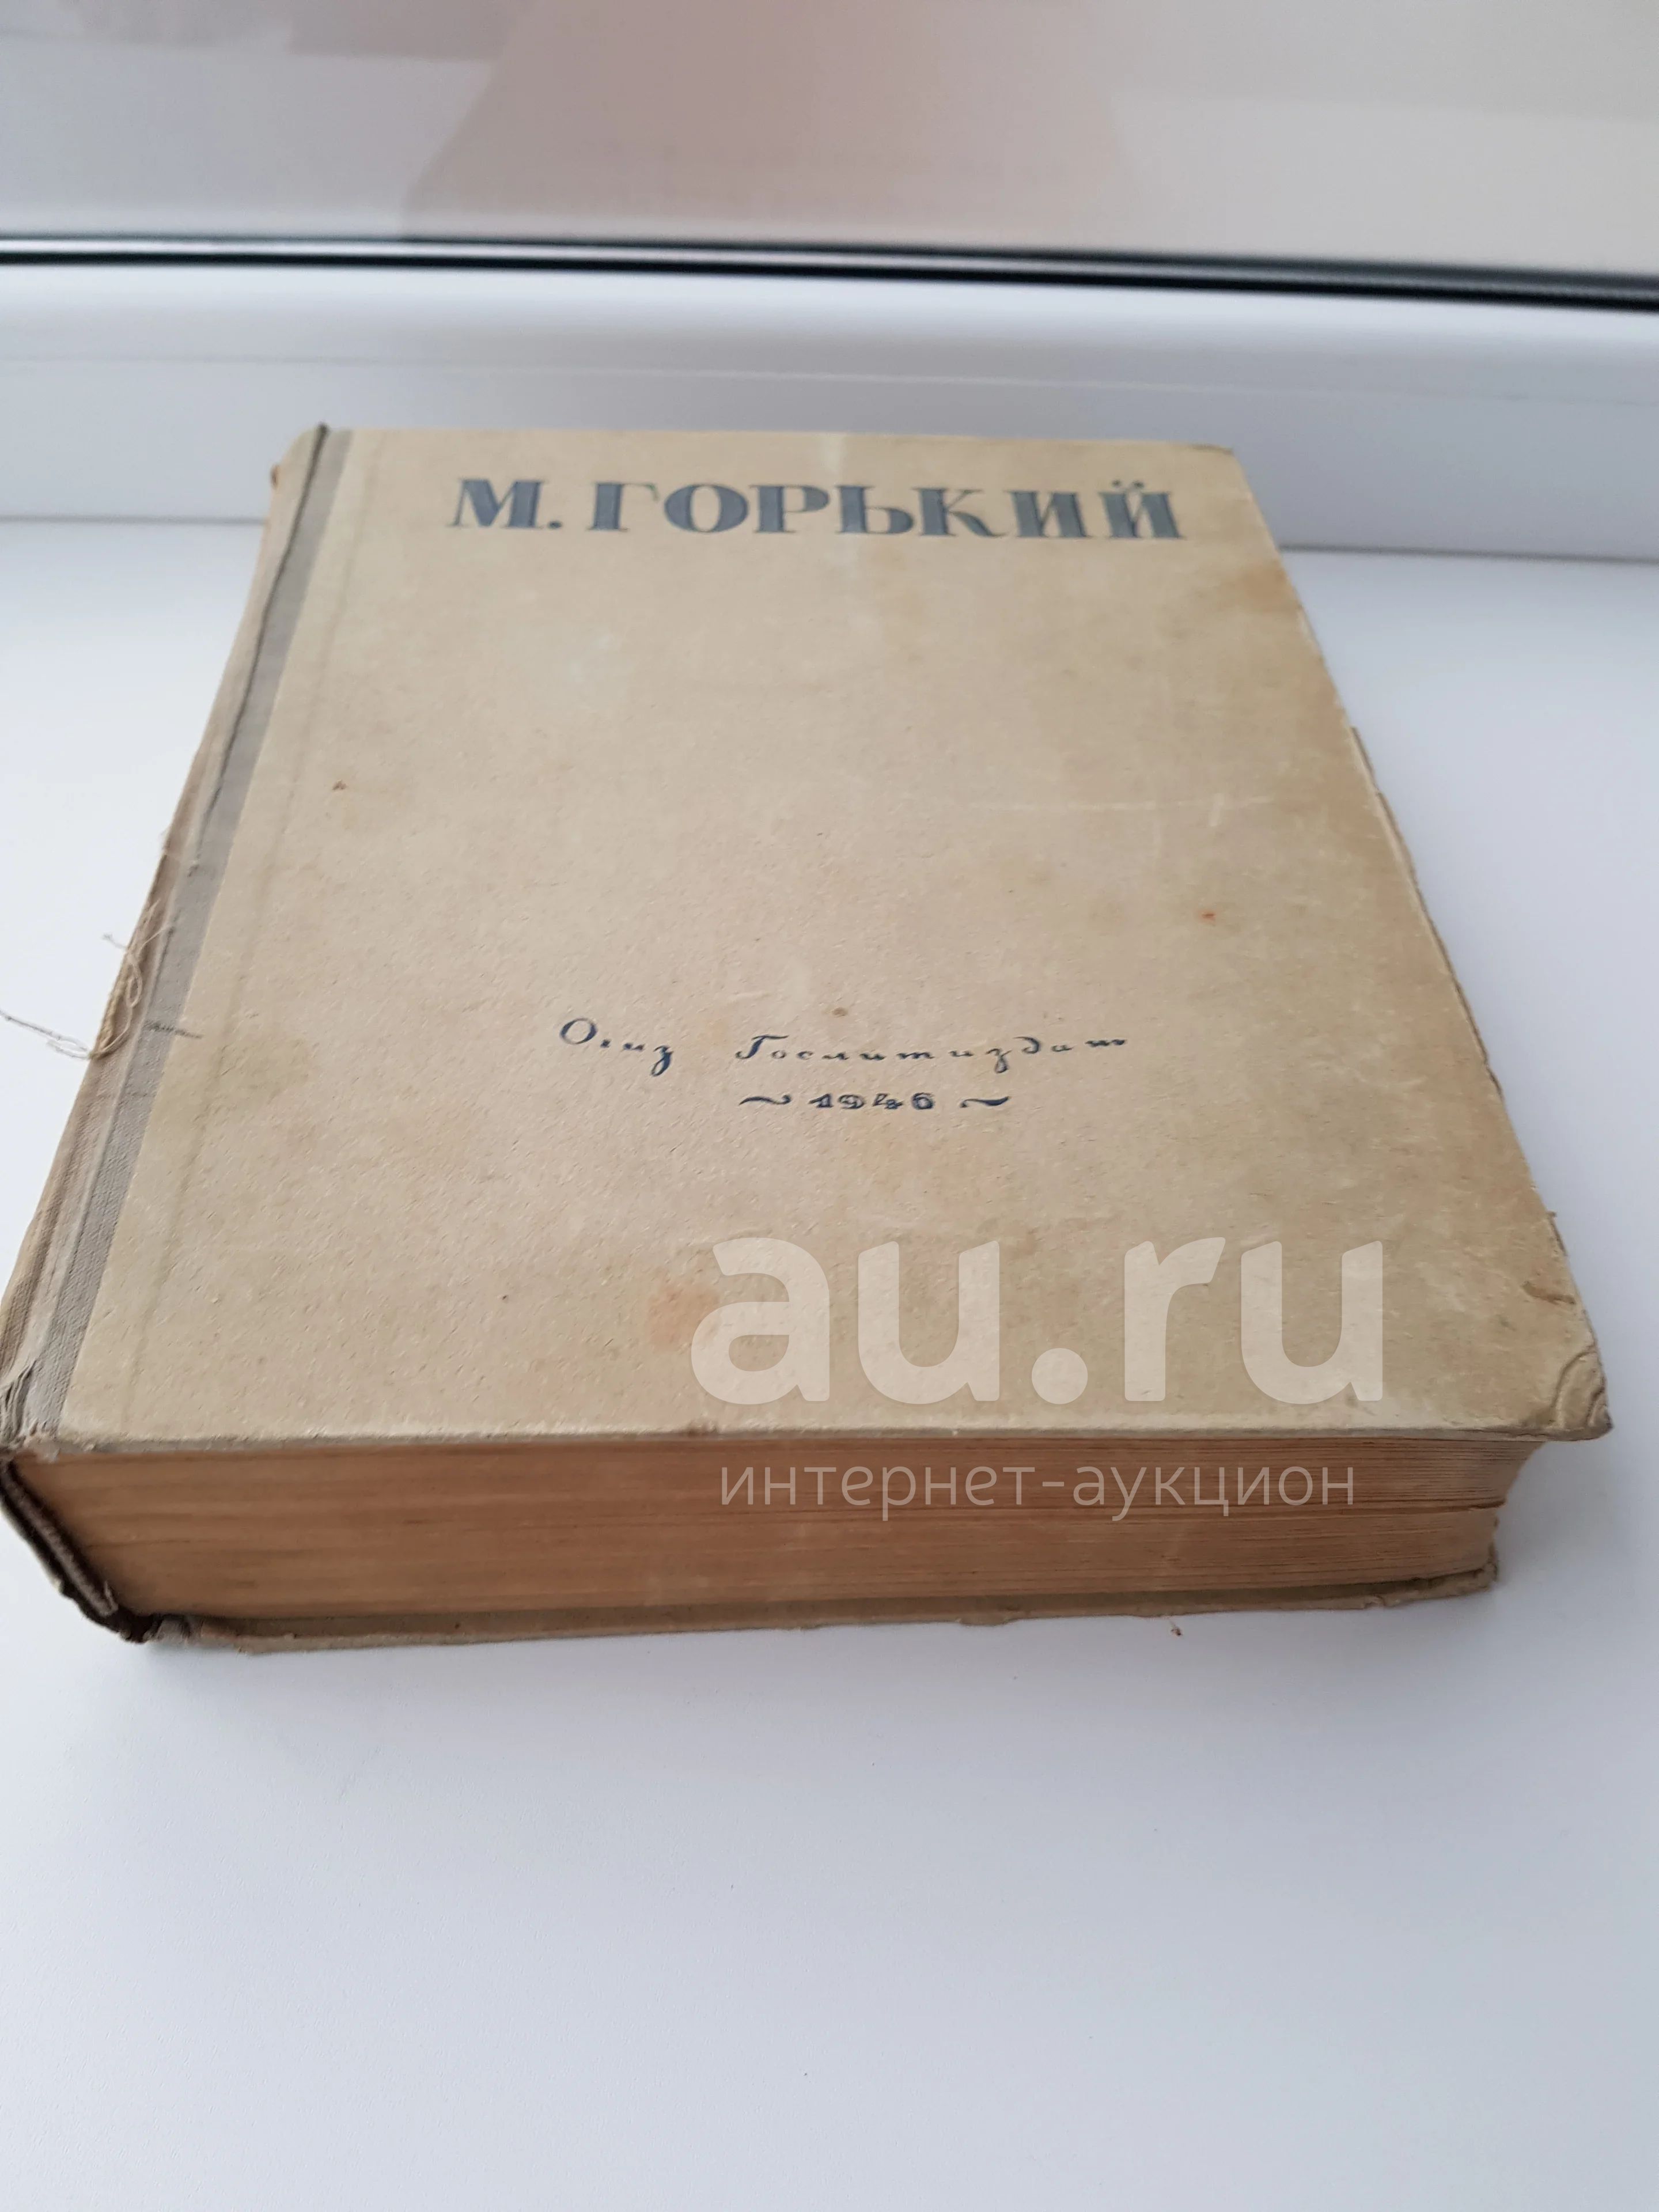 М. ГОРЬКИЙ
Огиз Гослитиздат
~ 1946 ~
au.ru
интернет-аукцион